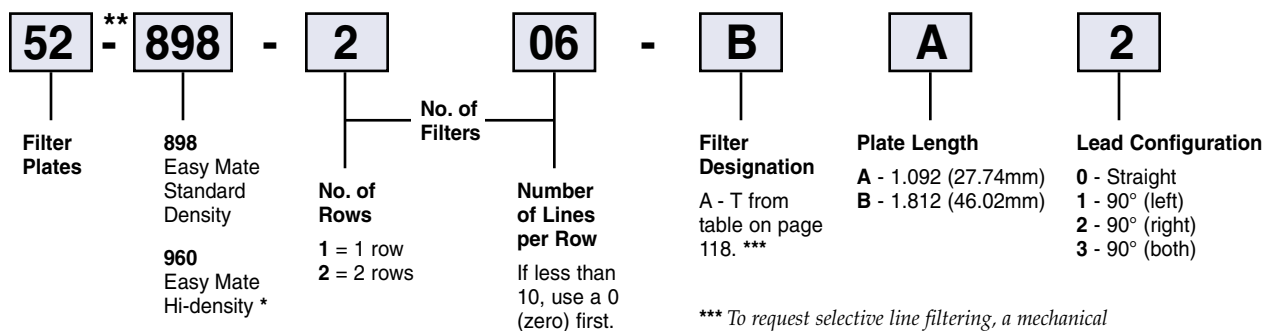 52 -** 898 - 2 06 - B A 2
No. of
Filters
Filter
Plates
898
Easy Mate
Standard
Density
960
Easy Mate
Hi-density *
No. of
Rows
1 = 1 row
2 = 2 rows
Number
of Lines
per Row
If less than
10, use a 0
(zero) first.
Filter
Designation
A - T from
table on page
118. ***
Plate Length
A - 1.092 (27.74mm)
B - 1.812 (46.02mm)
Lead Configuration
0 - Straight
1 - 90° (left)
2 - 90° (right)
3 - 90° (both)
*** To request selective line filtering, a mechanical